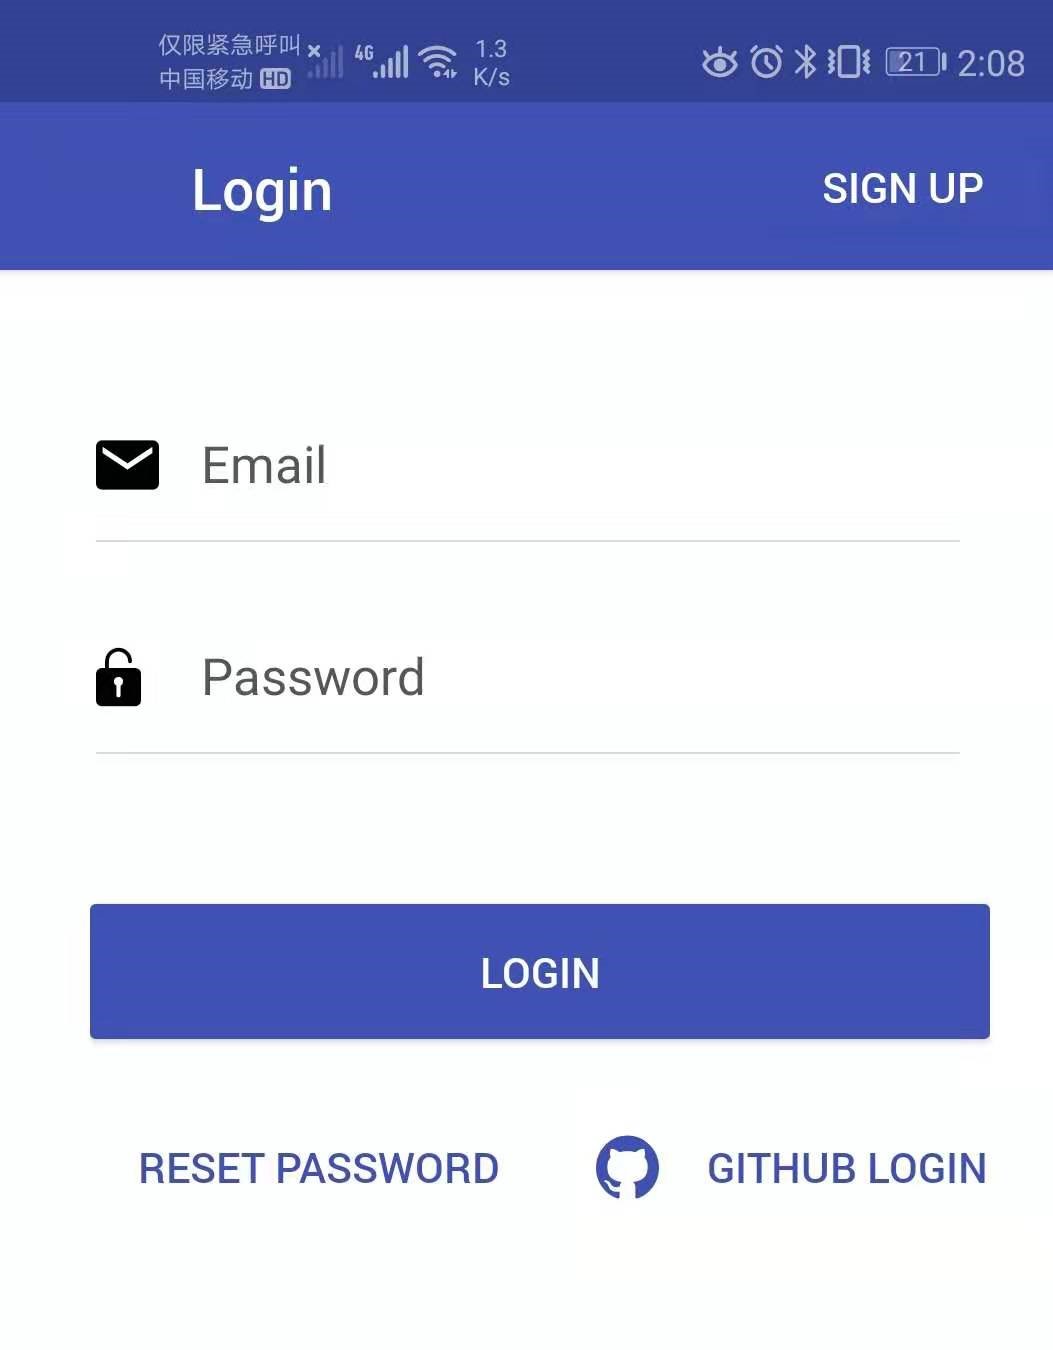 仅限紧急呼叫
中国移动 HD
4G
1.3
K/s
21
2:08
Login
SIGN UP
Email
Password
LOGIN
RESET PASSWORD
GITHUB LOGIN